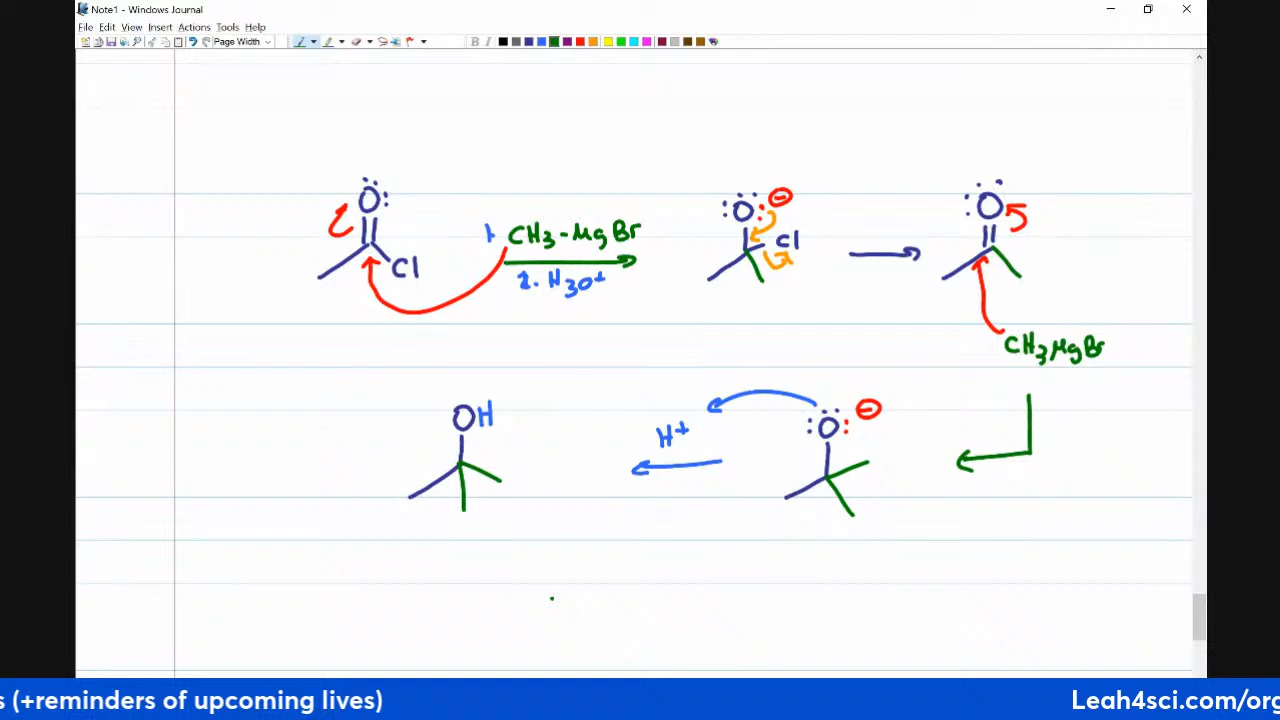 Note1 - Windows Journal
File Edit View Insert Actions Tools Help
Page Width
B I
O
Cl
1. CH3-MgBr
2. H3O+
O
Cl
O
CH3MgBr
OH
H+
O
s (+reminders of upcoming lives)
Leah4sci.com/org